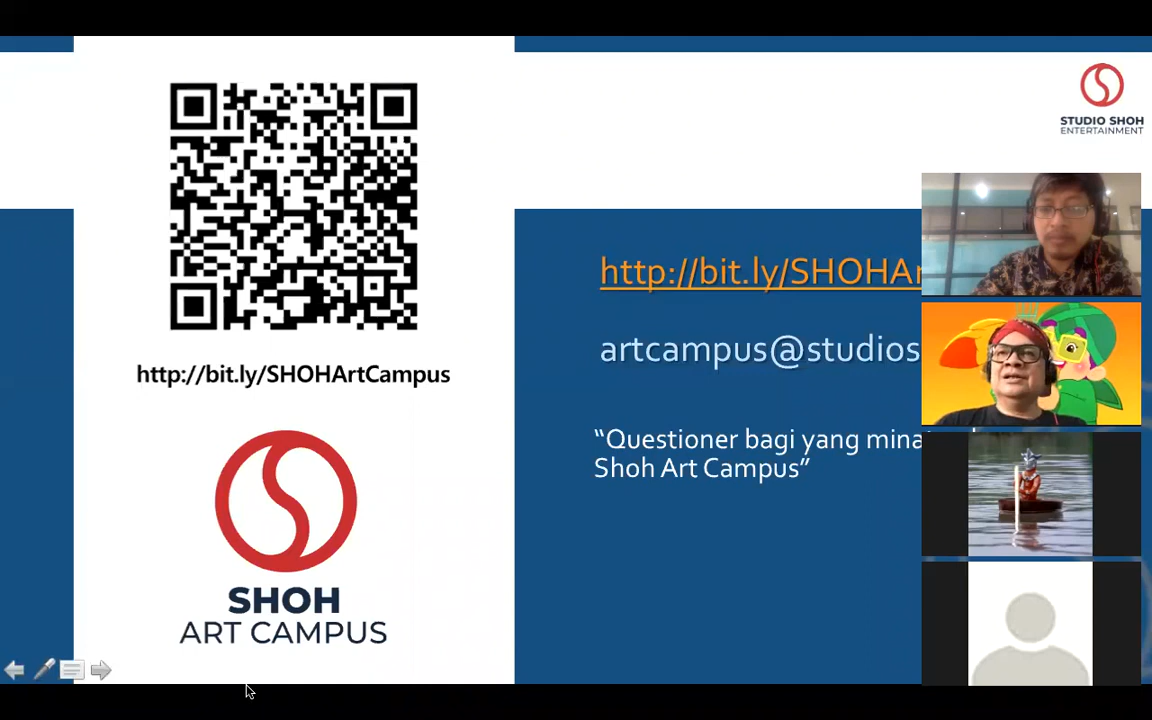 http://bit.ly/SHOHArtCampus
SHOH
ART CAMPUS
STUDIO SHOH
ENTERTAINMENT
http://bit.ly/SHOHAr
artcampus@studios
“Questioner bagi yang mina
Shoh Art Campus”